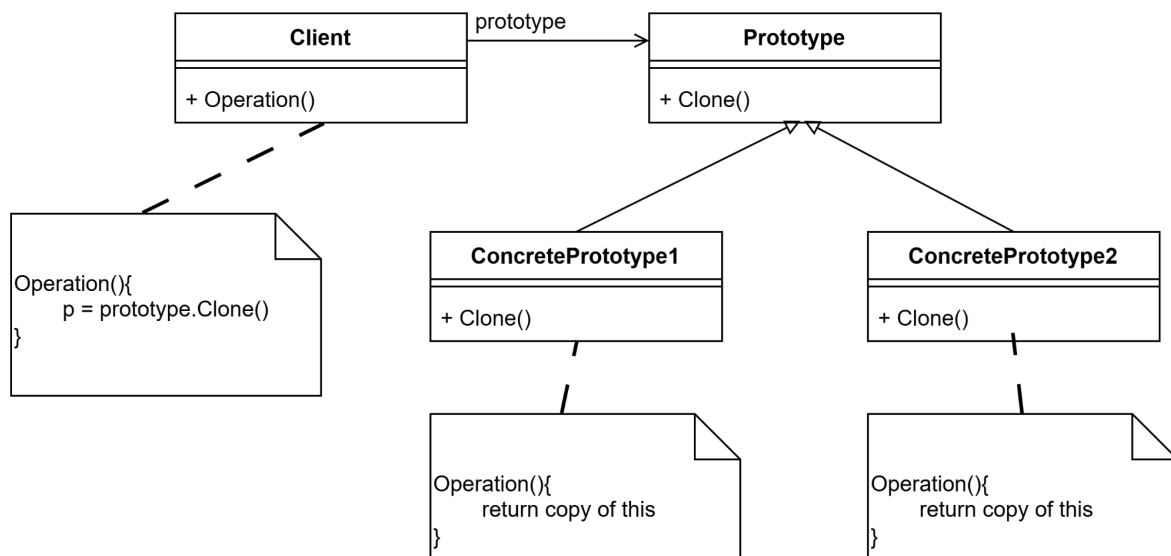 Client
prototype
Prototype
+ Operation()
+ Clone()
Operation(){
p = prototype.Clone()
}
ConcretePrototype1
ConcretePrototype2
+ Clone()
+ Clone()
Operation(){
return copy of this
}
Operation(){
return copy of this
}